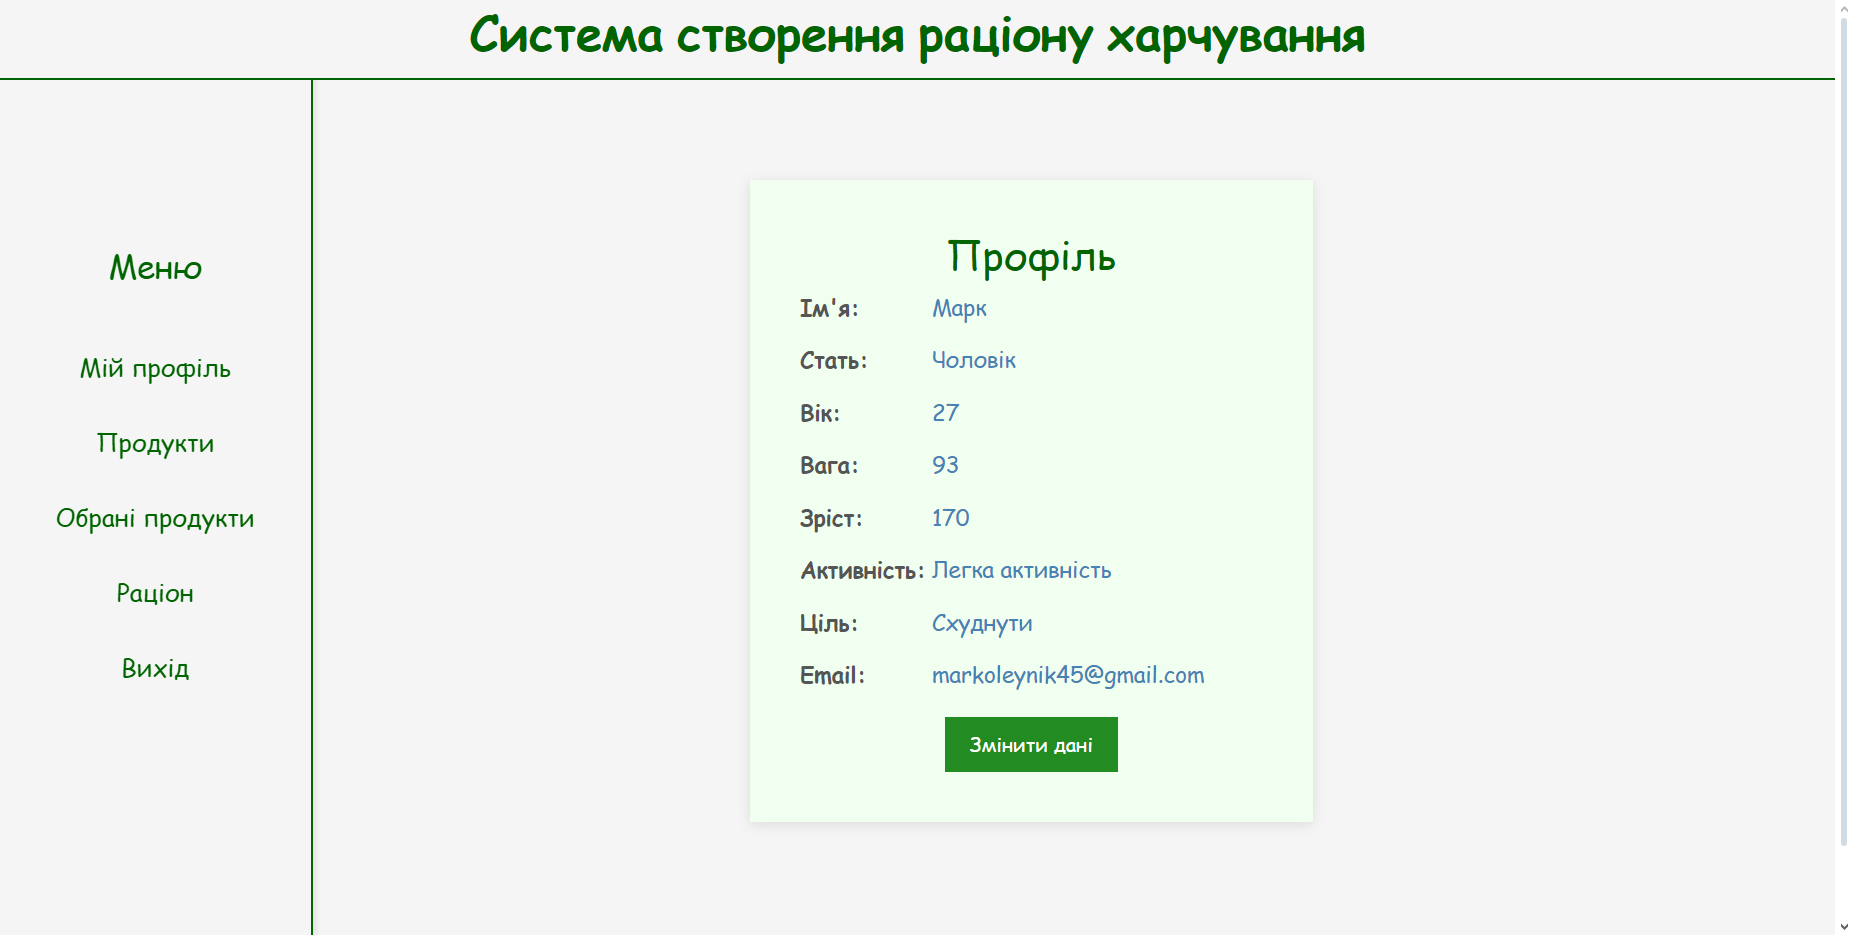 Система створення раціону харчування
Меню
Мій профіль
Продукти
Обрані продукти
Раціон
Вихід
Профіль
Ім'я: Марк
Стать: Чоловік
Вік: 27
Вага: 93
Зріст: 170
Активність: Легка активність
Ціль: Схуднути
Email: markoleynik45@gmail.com
Змінити дані